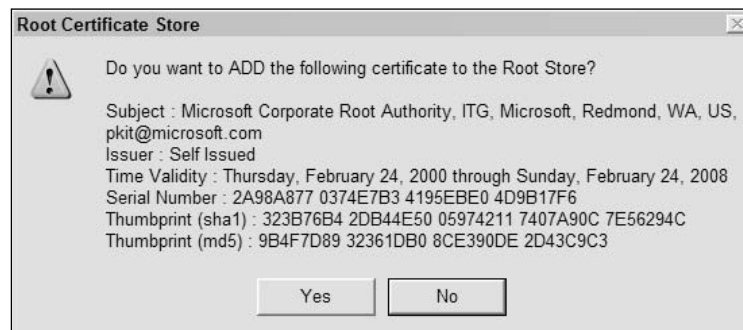 Root Certificate Store
Do you want to ADD the following certificate to the Root Store?
Subject : Microsoft Corporate Root Authority, ITG, Microsoft, Redmond, WA, US,
pkit@microsoft.com
Issuer : Self Issued
Time Validity : Thursday, February 24, 2000 through Sunday, February 24, 2008
Serial Number : 2A98A877 0374E7B3 4195EBE0 4D9B17F6
Thumbprint (sha1) : 323B76B4 2DB44E50 05974211 7407A90C 7E56294C
Thumbprint (md5) : 9B4F7D89 32361DB0 8CE390DE 2D43C9C3
Yes No